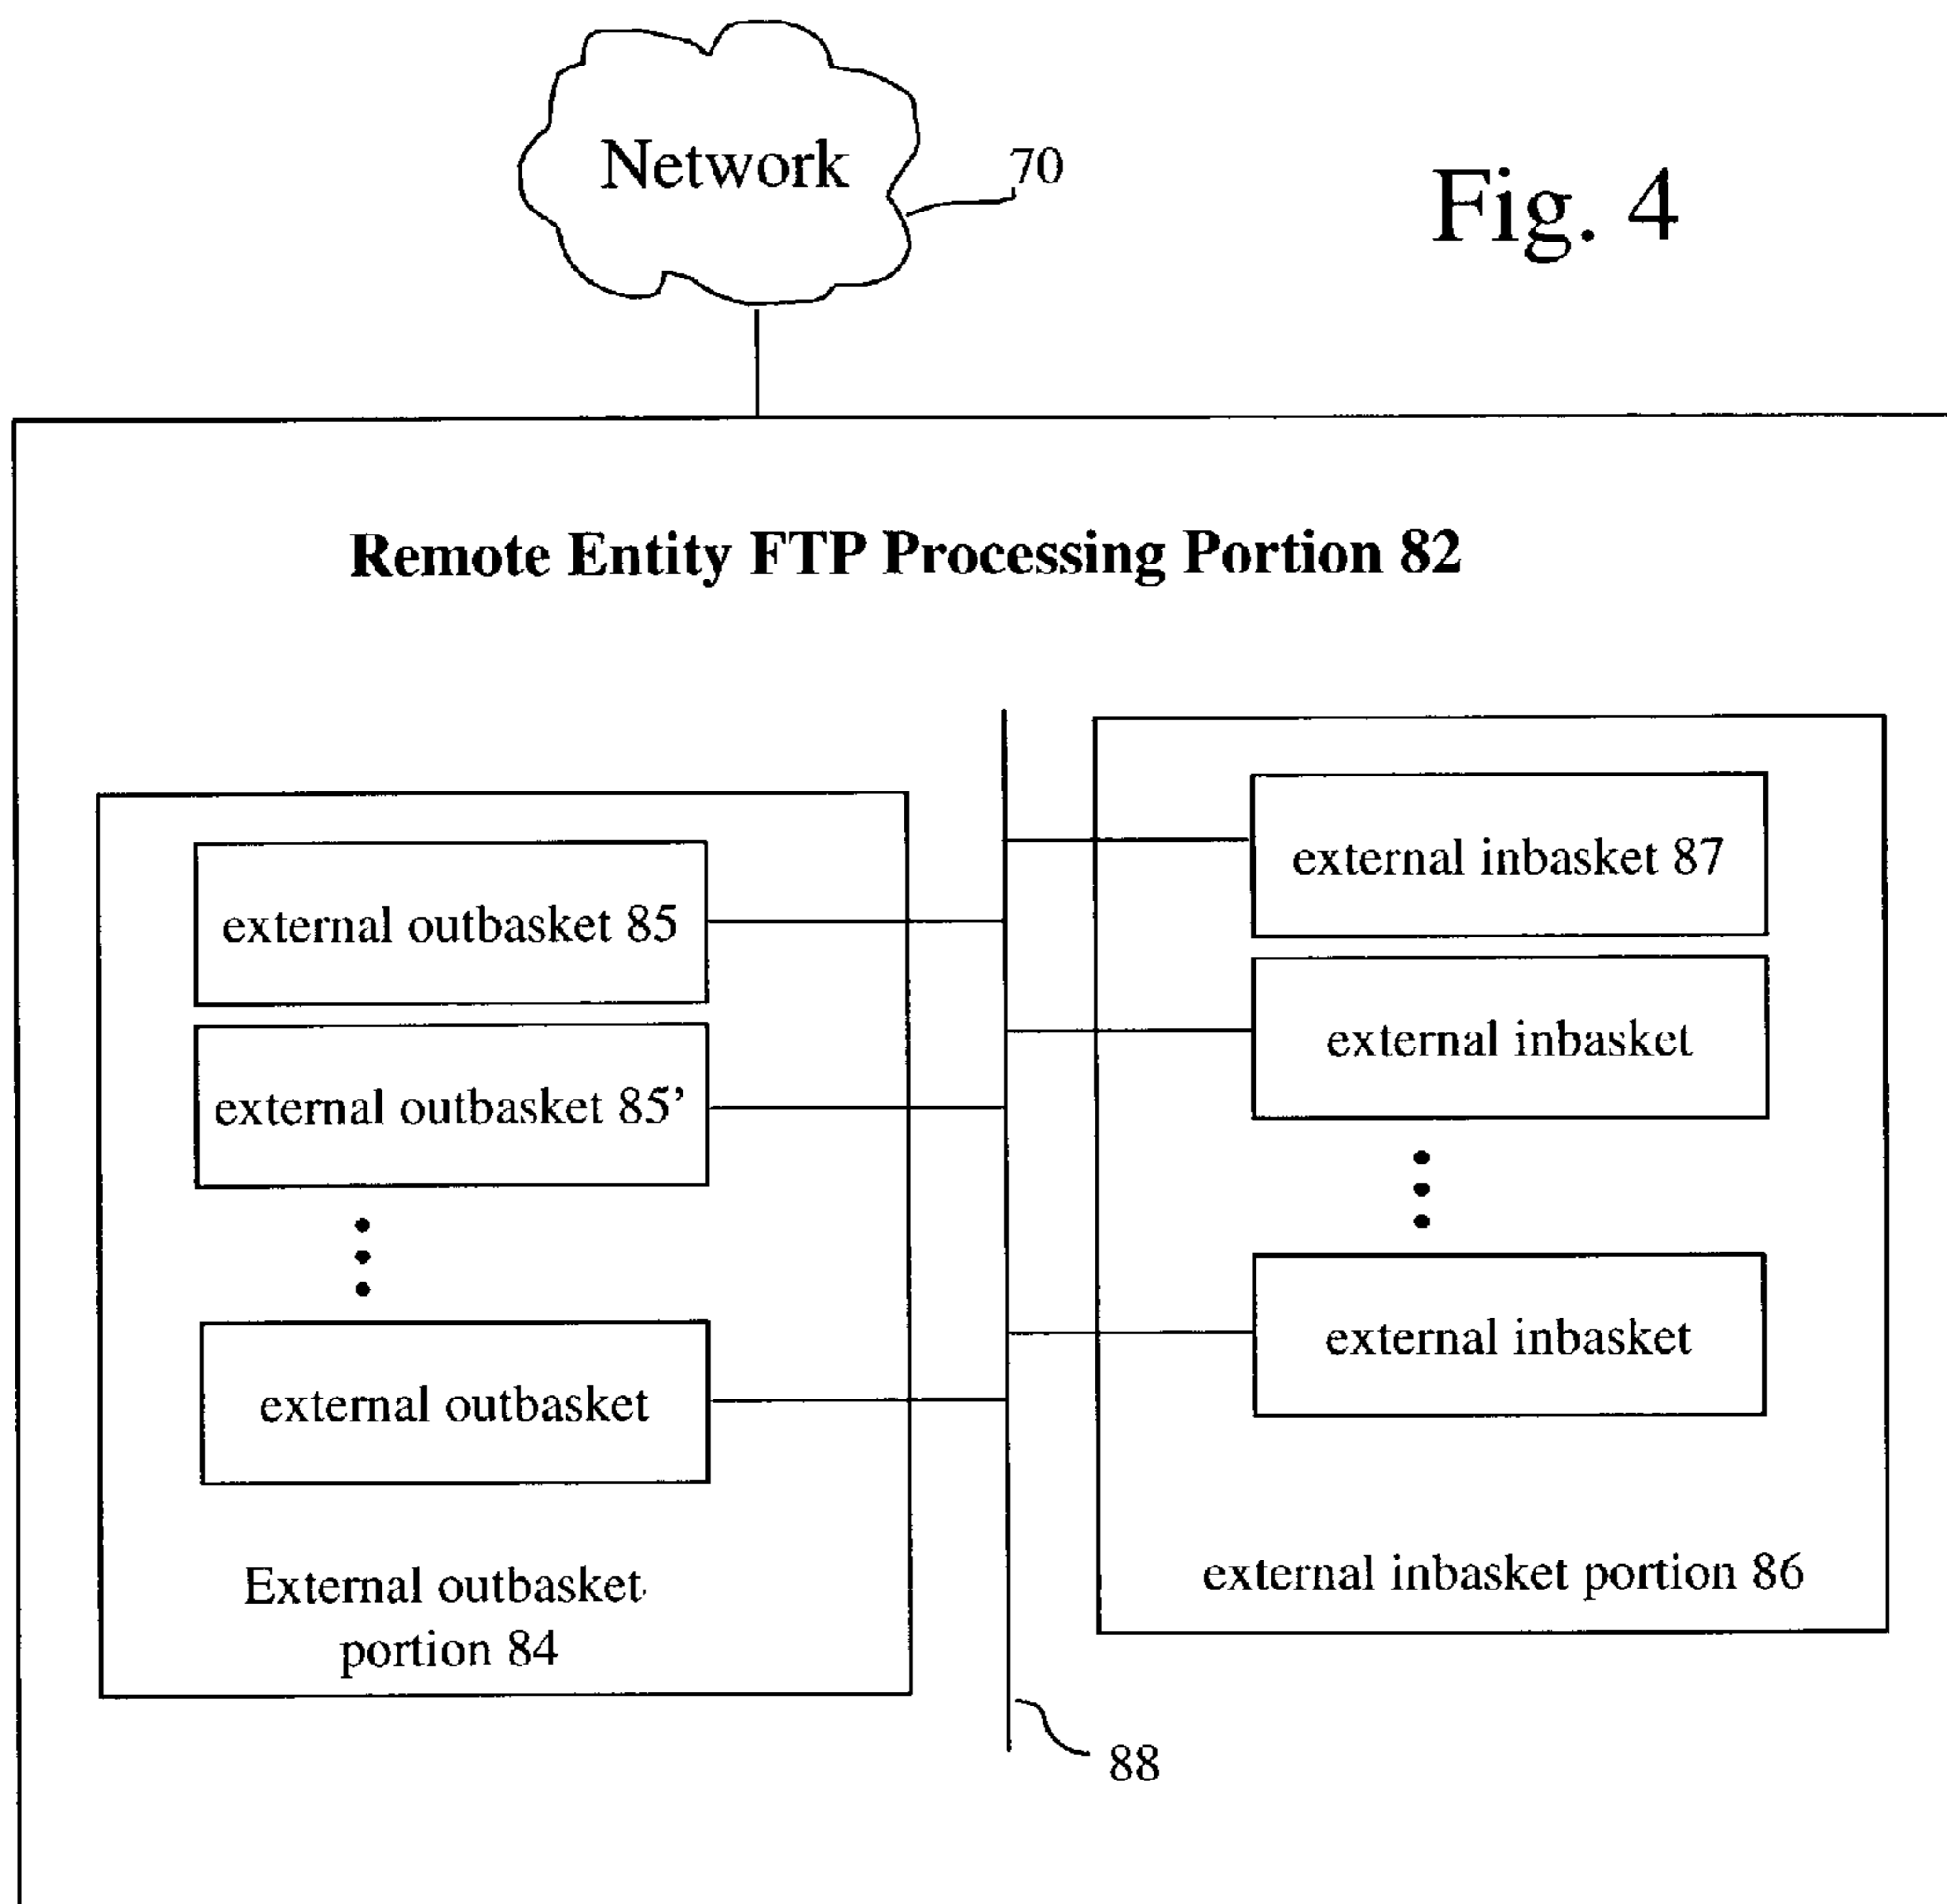 Network
70
Fig. 4
Remote Entity FTP Processing Portion 82
external outbasket 85
external outbasket 85’
external outbasket
External outbasket
portion 84
external inbasket 87
external inbasket
external inbasket
external inbasket portion 86
88